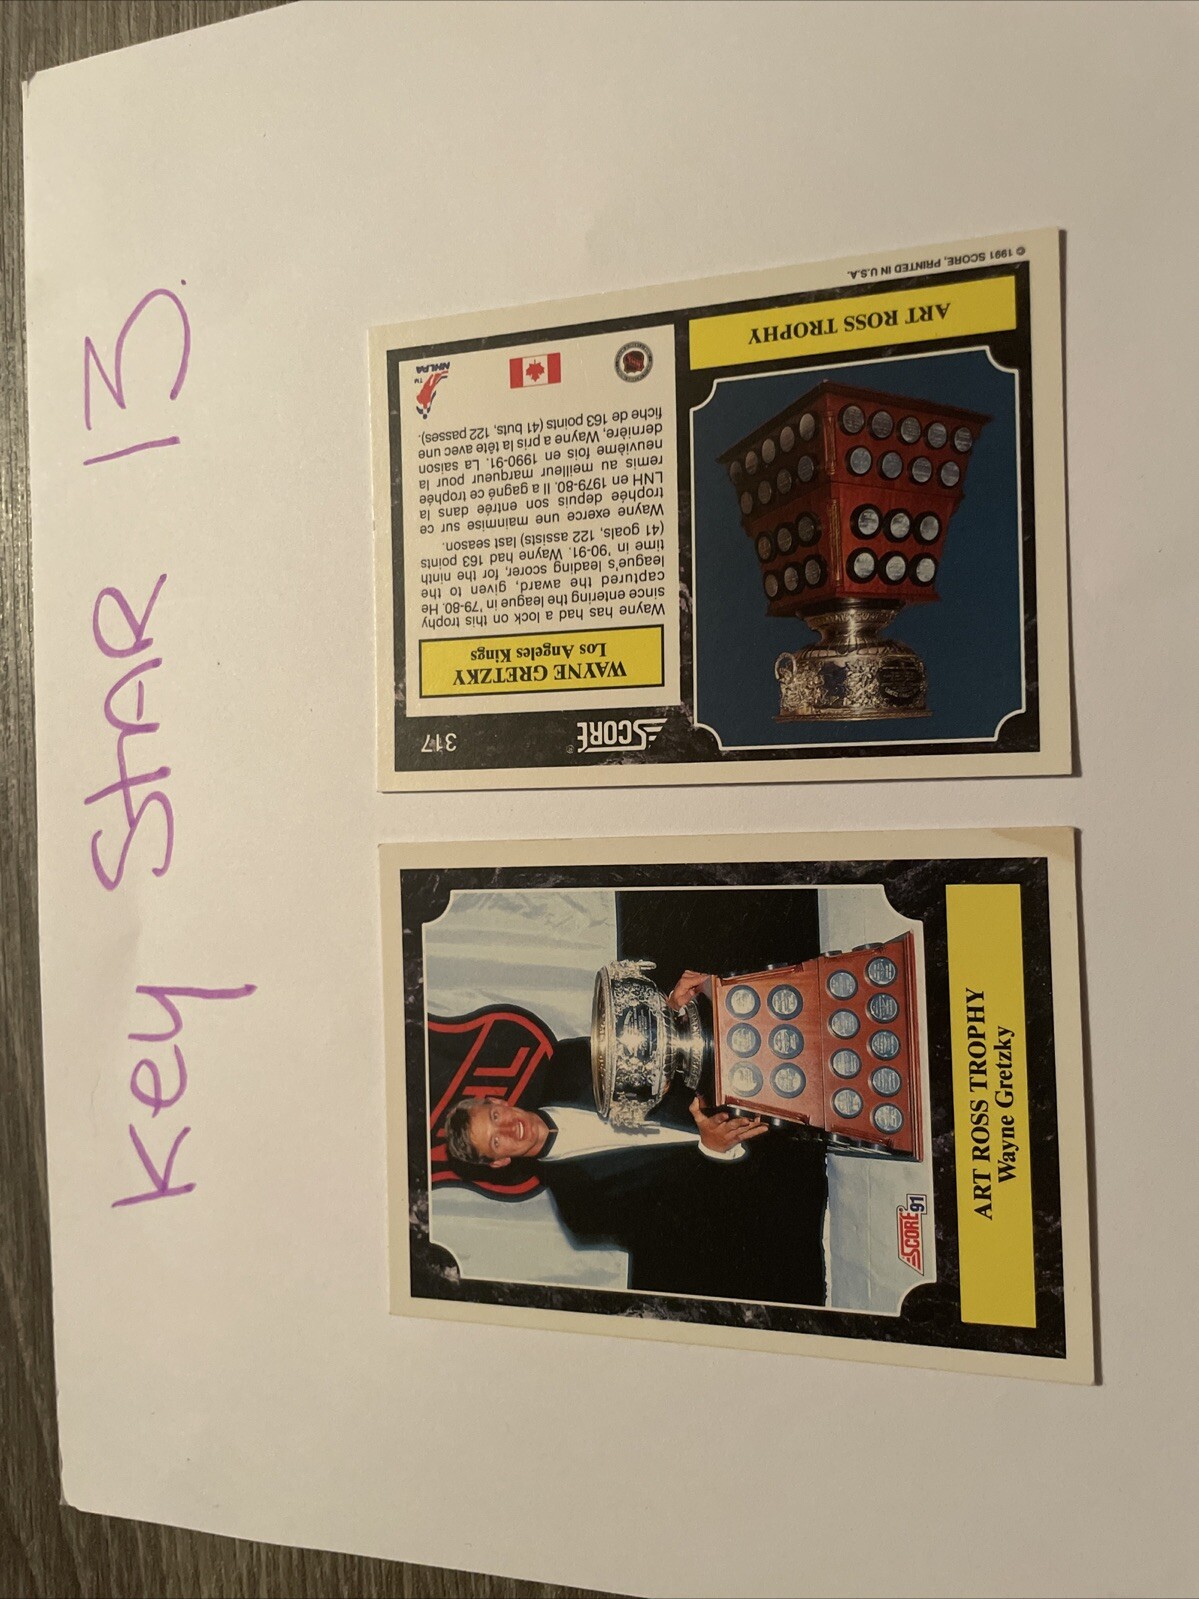 Key STAR 13.
© 1991 SCORE, PRINTED IN U.S.A.
ART ROSS TROPHY
SCORE®
317
WAYNE GRETZKY
Los Angeles Kings
Wayne has had a lock on this trophy
since entering the league in '79-80. He
captured the award, given to the
league's leading scorer, for the ninth
time in '90-91. Wayne had 163 points
(41 goals, 122 assists) last season.
Wayne exerce une mainmise sur ce
trophée depuis son entrée dans la
LNH en 1979-80. Il a gagné ce trophée
remis au meilleur marqueur pour la
neuvième fois en 1990-91. La saison
dernière, Wayne a pris la tête avec une
fiche de 163 points (41 buts, 122 passes).
NHLPA
TM
NHL
SCORE 91
ART ROSS TROPHY
Wayne Gretzky